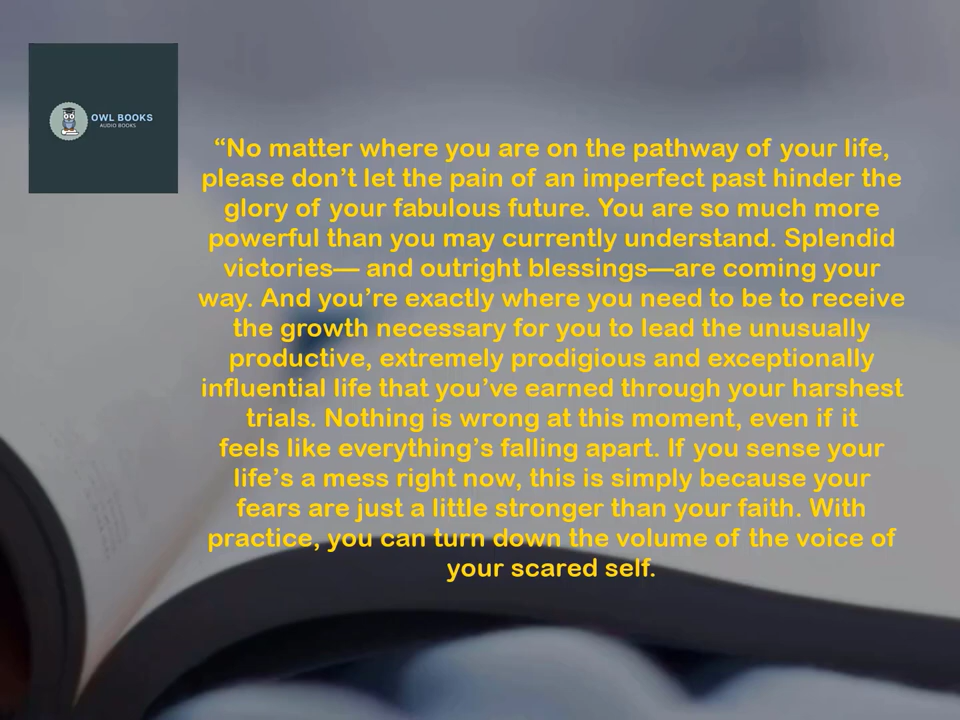 OWL BOOKS
AUDIO BOOKS
“No matter where you are on the pathway of your life,
please don’t let the pain of an imperfect past hinder the
glory of your fabulous future. You are so much more
powerful than you may currently understand. Splendid
victories— and outright blessings—are coming your
way. And you’re exactly where you need to be to receive
the growth necessary for you to lead the unusually
productive, extremely prodigious and exceptionally
influential life that you’ve earned through your harshest
trials. Nothing is wrong at this moment, even if it
feels like everything’s falling apart. If you sense your
life’s a mess right now, this is simply because your
fears are just a little stronger than your faith. With
practice, you can turn down the volume of the voice of
your scared self.